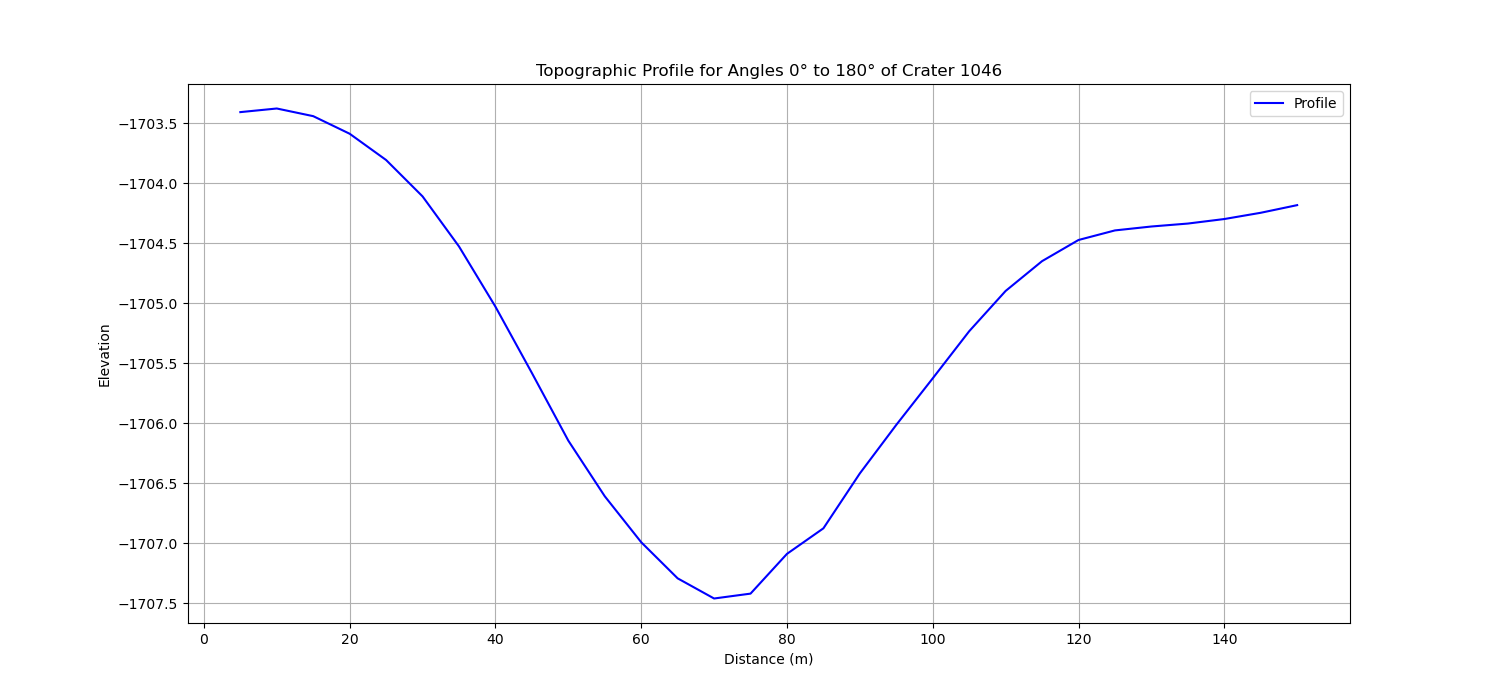 Topographic Profile for Angles 0° to 180° of Crater 1046
Profile
−1703.5
−1704.0
−1704.5
−1705.0
−1705.5
−1706.0
−1706.5
−1707.0
−1707.5
Elevation
0 20 40 60 80 100 120 140
Distance (m)